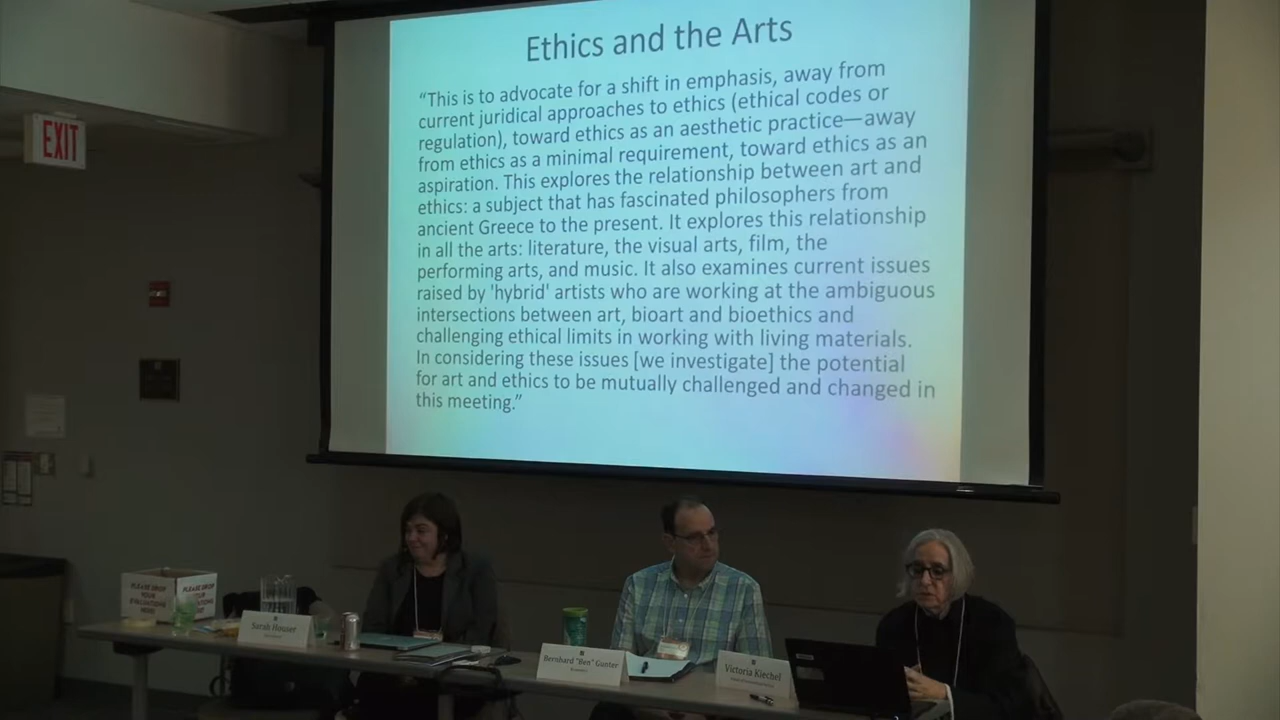 Ethics and the Arts
“This is to advocate for a shift in emphasis, away from
current juridical approaches to ethics (ethical codes or
regulation), toward ethics as an aesthetic practice—away
from ethics as a minimal requirement, toward ethics as an
aspiration. This explores the relationship between art and
ethics: a subject that has fascinated philosophers from
ancient Greece to the present. It explores this relationship
in all the arts: literature, the visual arts, film, the
performing arts, and music. It also examines current issues
raised by 'hybrid' artists who are working at the ambiguous
intersections between art, bioart and bioethics and
challenging ethical limits in working with living materials.
In considering these issues [we investigate] the potential
for art and ethics to be mutually challenged and changed in
this meeting.”
EXIT
PLEASE DROP
YOUR
EVALUATIONS
HERE!
PLEASE DROP
Sarah Houser
Bernhard "Ben" Gunter
Victoria Kiechel